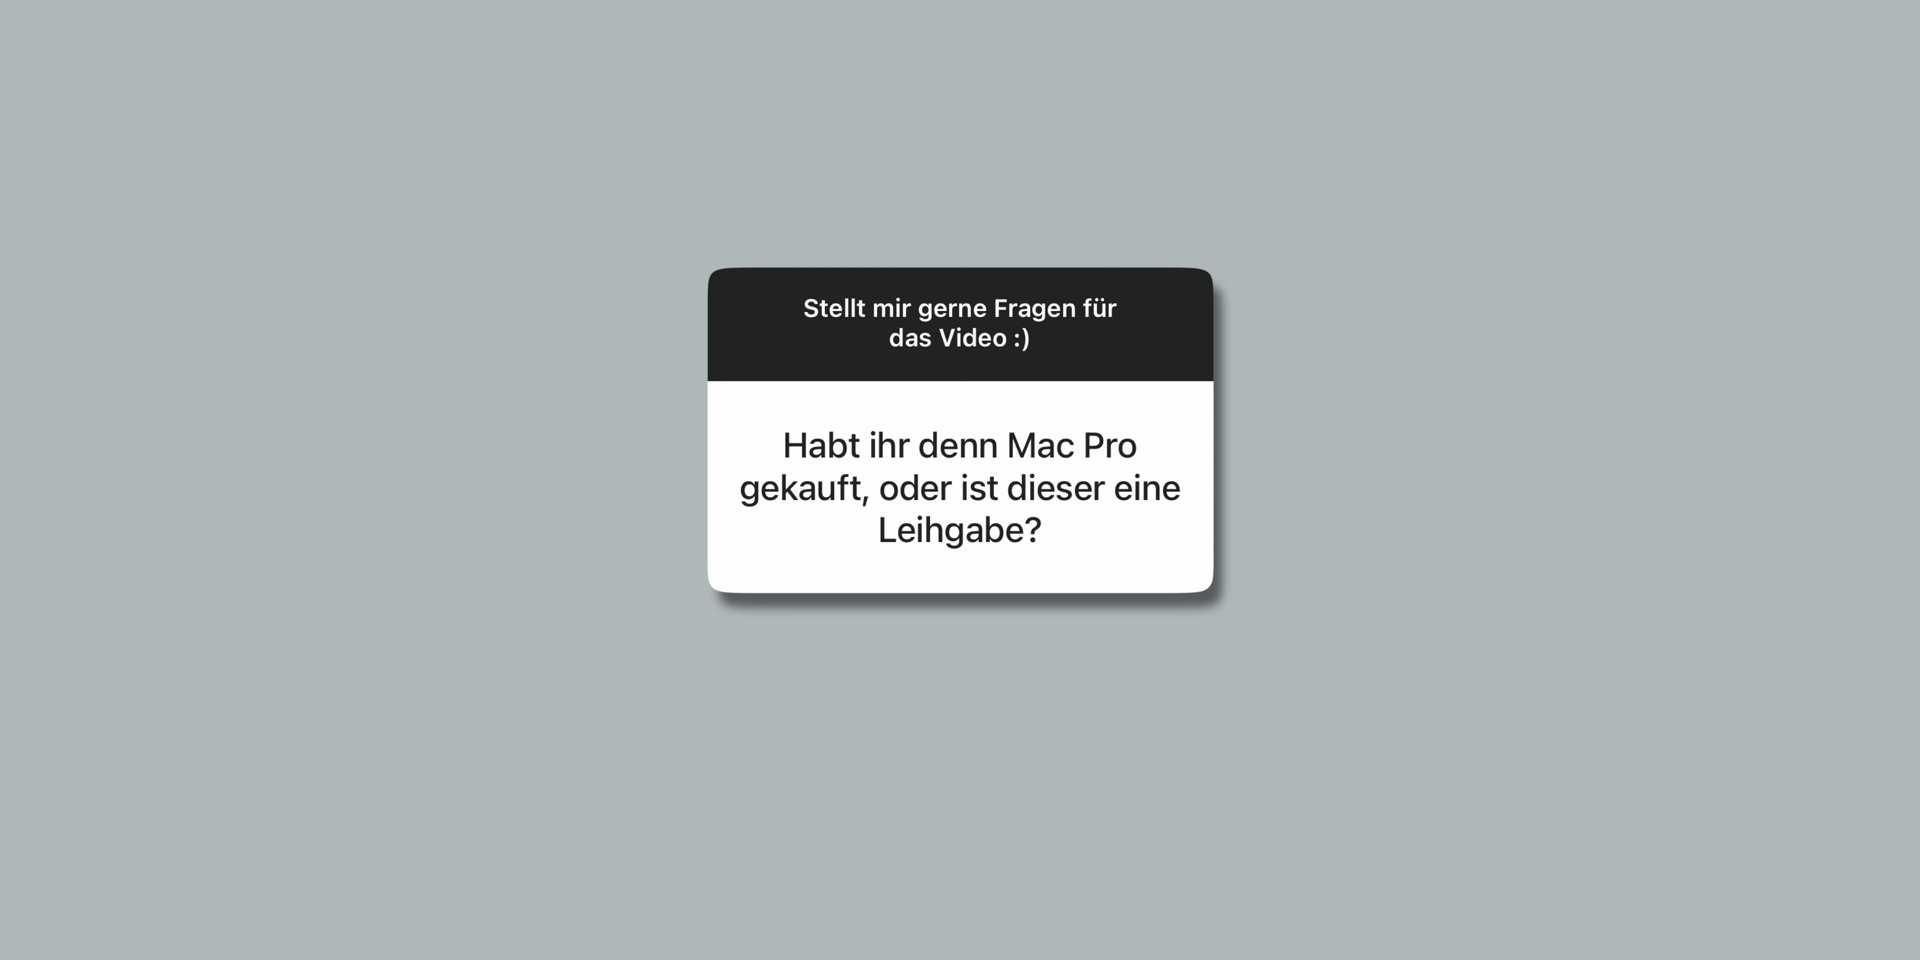 Stellt mir gerne Fragen für
das Video :)
Habt ihr denn Mac Pro
gekauft, oder ist dieser eine
Leihgabe?